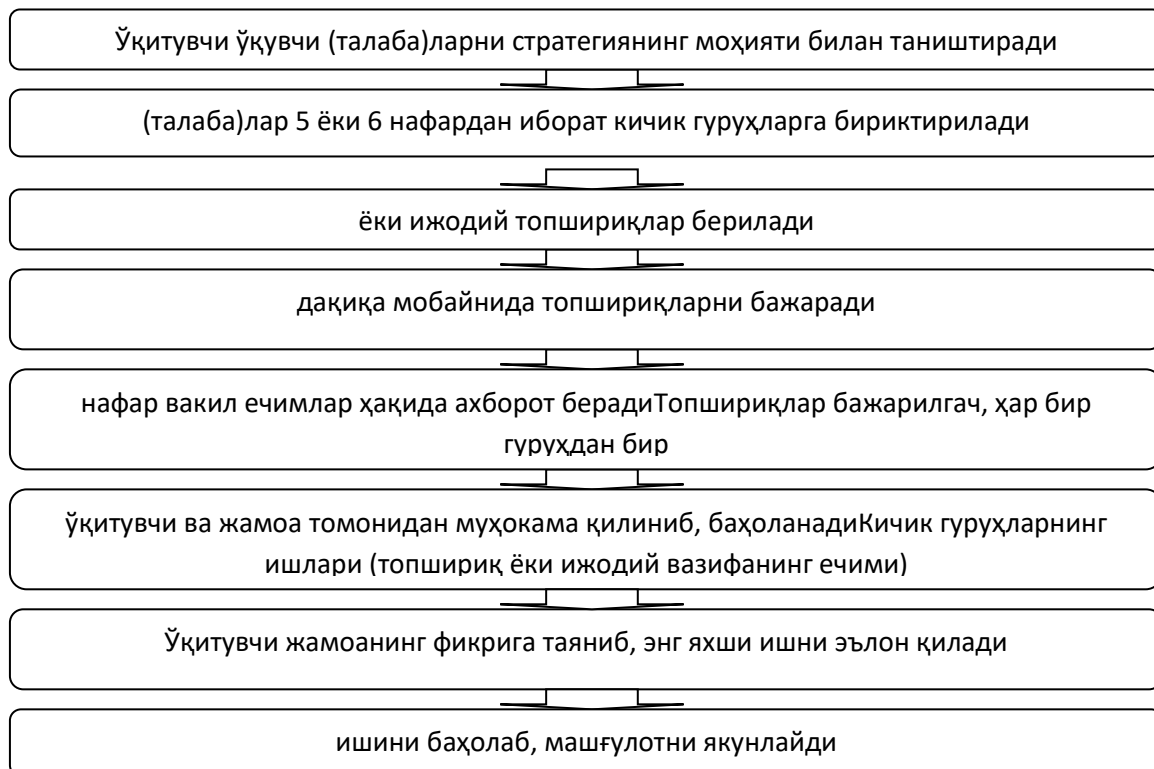 Ўқитувчи ўқувчи (талаба)ларни стратегиянинг моҳияти билан таништиради
(талаба)лар 5 ёки 6 нафардан иборат кичик гуруҳларга бириктирилади
ёки ижодий топшириқлар берилади
дақиқа мобайнида топшириқларни бажаради
нафар вакил ечимлар ҳақида ахборот берадиТопшириқлар бажарилгач, ҳар бир
гуруҳдан бир
ўқитувчи ва жамоа томонидан муҳокама қилиниб, баҳоланадиКичик гуруҳларнинг
ишлари (топшириқ ёки ижодий вазифанинг ечими)
Ўқитувчи жамоанинг фикрига таяниб, энг яхши ишни эълон қилади
ишини баҳолаб, машғулотни якунлайди